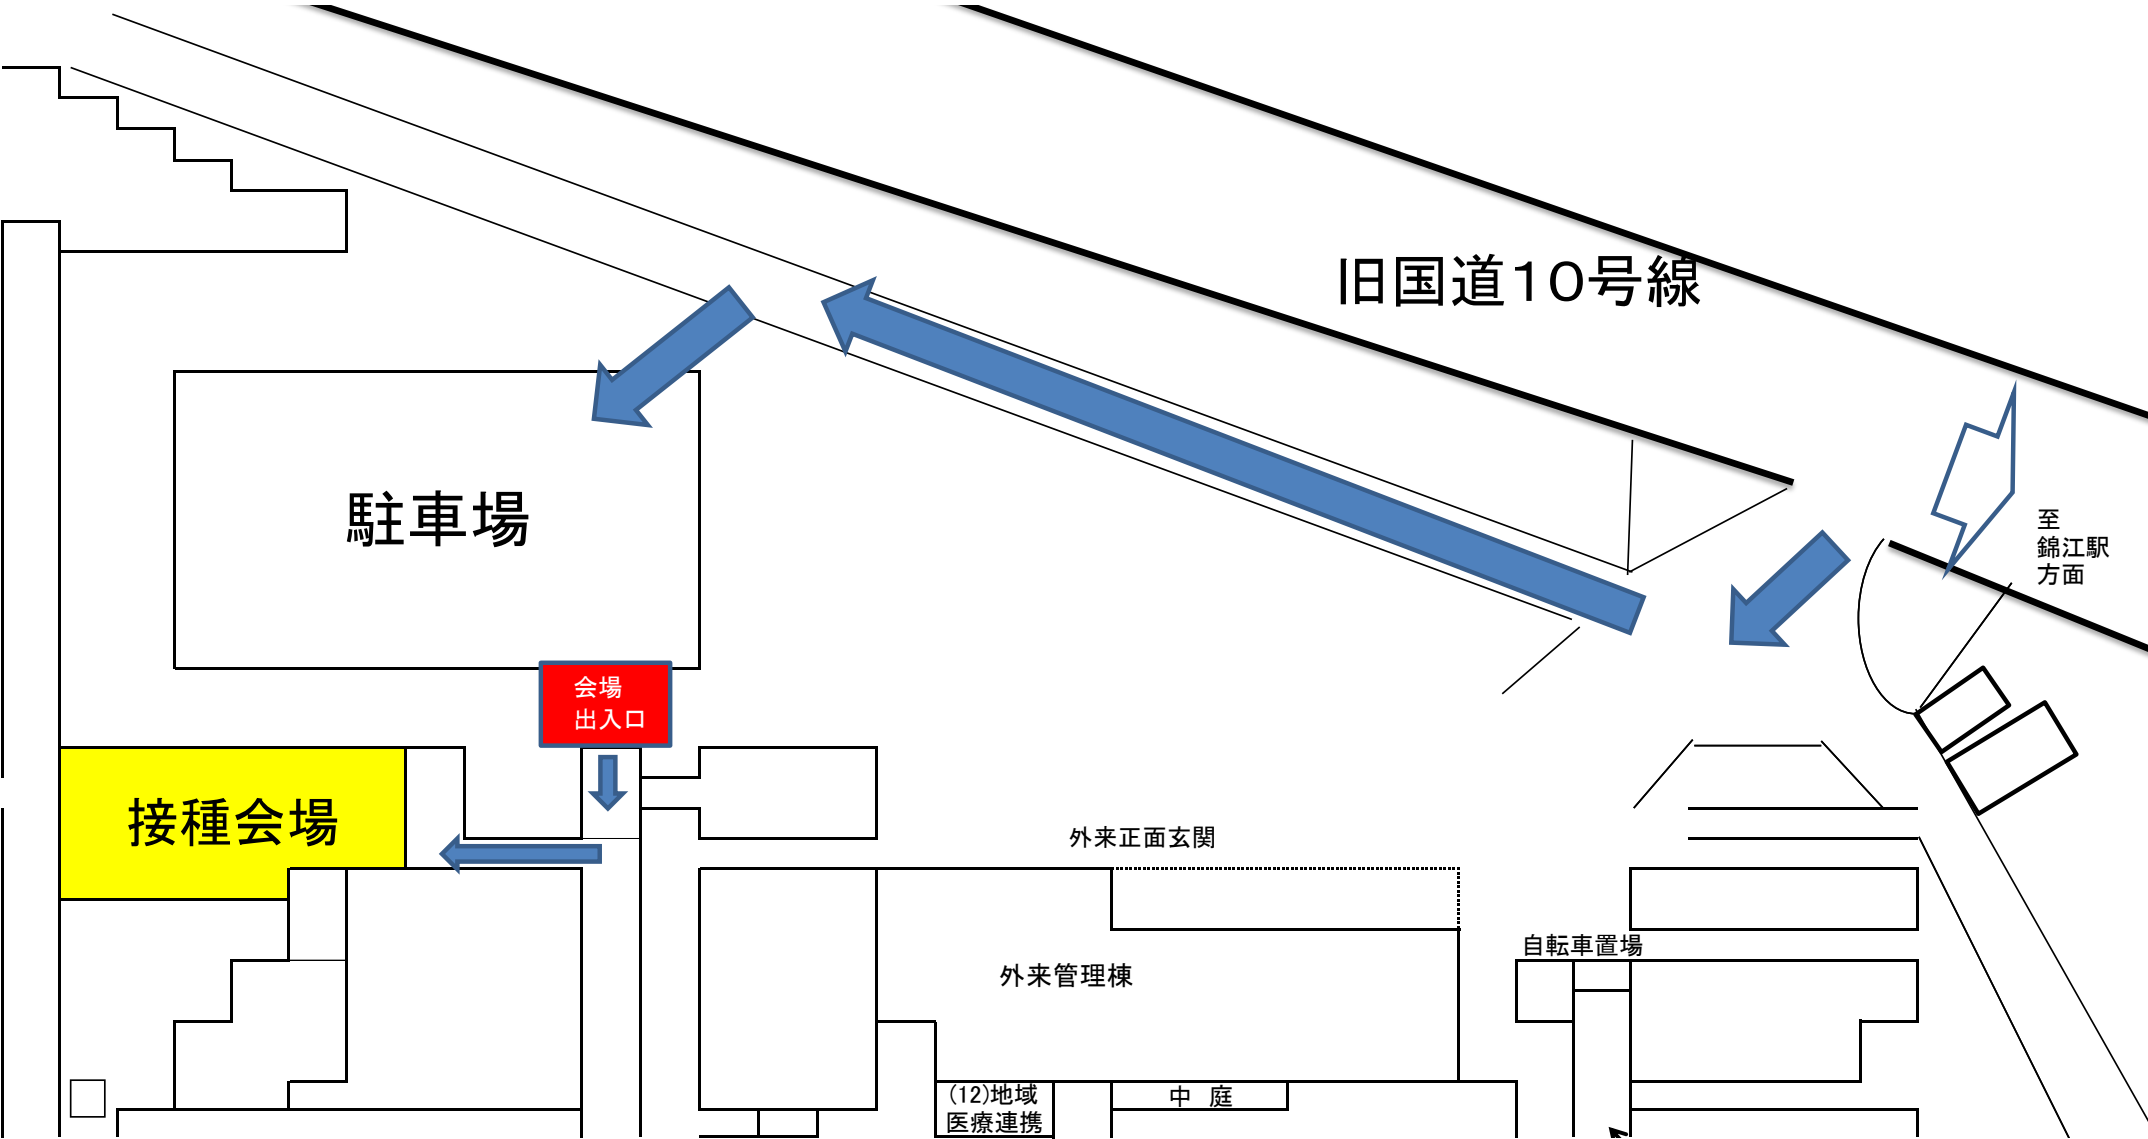 旧国道10号線
駐車場
至
錦江駅
方面
会場
出入口
接種会場
外来正面玄関
自転車置場
外来管理棟
(12)地域
医療連携
中 庭